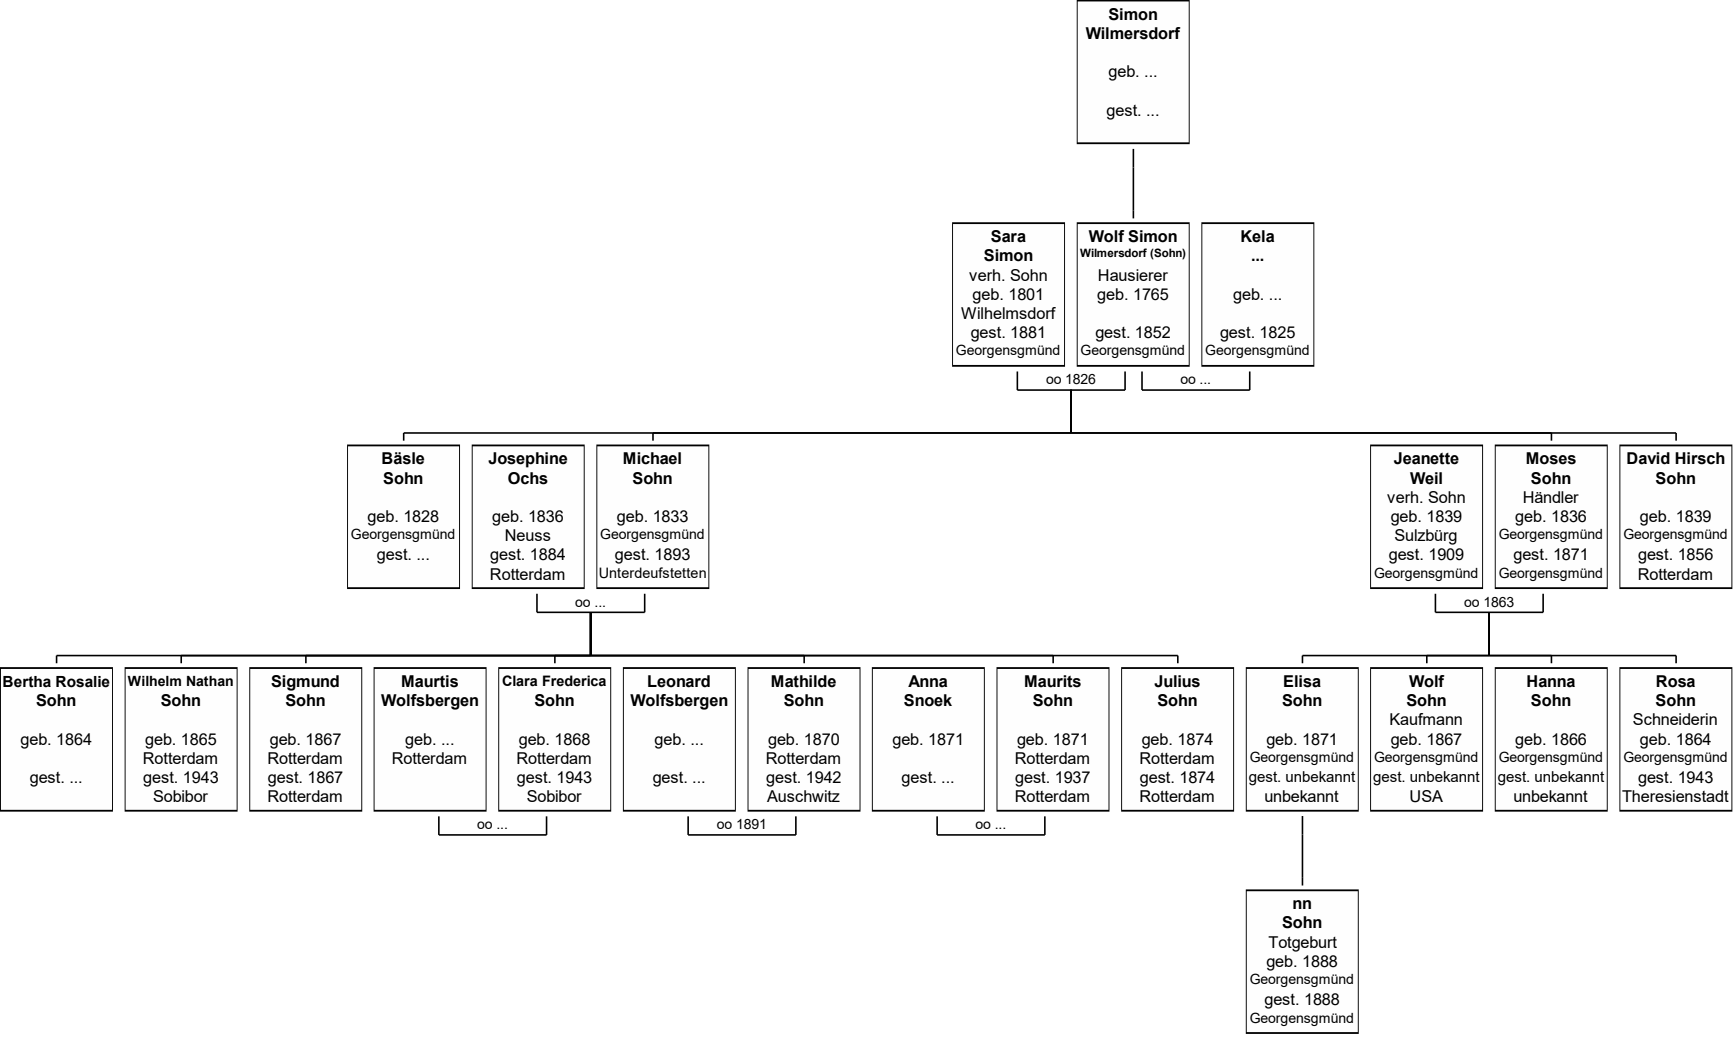 Simon
Wilmersdorf
geb. ...
gest. ...
Sara
Simon
verh. Sohn
geb. 1801
Wilhelmsdorf
gest. 1881
Georgensgmünd
Wolf Simon
Wilmersdorf (Sohn)
Hausierer
geb. 1765
gest. 1852
Georgensgmünd
Kela
...
geb. ...
gest. 1825
Georgensgmünd
oo 1826
oo ...
Bäsle
Sohn
geb. 1828
Georgensgmünd
gest. ...
Josephine
Ochs
geb. 1836
Neuss
gest. 1884
Rotterdam
Michael
Sohn
geb. 1833
Georgensgmünd
gest. 1893
Unterdeufstetten
Jeanette
Weil
verh. Sohn
geb. 1839
Sulzbürg
gest. 1909
Georgensgmünd
Moses
Sohn
Händler
geb. 1836
Georgensgmünd
gest. 1871
Georgensgmünd
David Hirsch
Sohn
geb. 1839
Georgensgmünd
gest. 1856
Rotterdam
oo ...
oo 1863
Bertha Rosalie
Sohn
geb. 1864
gest. ...
Wilhelm Nathan
Sohn
geb. 1865
Rotterdam
gest. 1943
Sobibor
Sigmund
Sohn
geb. 1867
Rotterdam
gest. 1867
Rotterdam
Maurtis
Wolfsbergen
geb. ...
Rotterdam
Clara Frederica
Sohn
geb. 1868
Rotterdam
gest. 1943
Sobibor
Leonard
Wolfsbergen
geb. ...
gest. ...
Mathilde
Sohn
geb. 1870
Rotterdam
gest. 1942
Auschwitz
Anna
Snoek
geb. 1871
gest. ...
Maurits
Sohn
geb. 1871
Rotterdam
gest. 1937
Rotterdam
Julius
Sohn
geb. 1874
Rotterdam
gest. 1874
Rotterdam
Elisa
Sohn
geb. 1871
Georgensgmünd
gest. unbekannt
unbekannt
Wolf
Sohn
Kaufmann
geb. 1867
Georgensgmünd
gest. unbekannt
USA
Hanna
Sohn
geb. 1866
Georgensgmünd
gest. unbekannt
unbekannt
Rosa
Sohn
Schneiderin
geb. 1864
Georgensgmünd
gest. 1943
Theresienstadt
oo ...
oo 1891
oo ...
nn
Sohn
Totgeburt
geb. 1888
Georgensgmünd
gest. 1888
Georgensgmünd